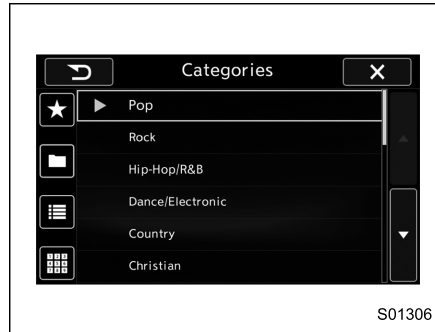 Categories
Pop
Rock
Hip-Hop/R&B
Dance/Electronic
Country
Christian
S01306